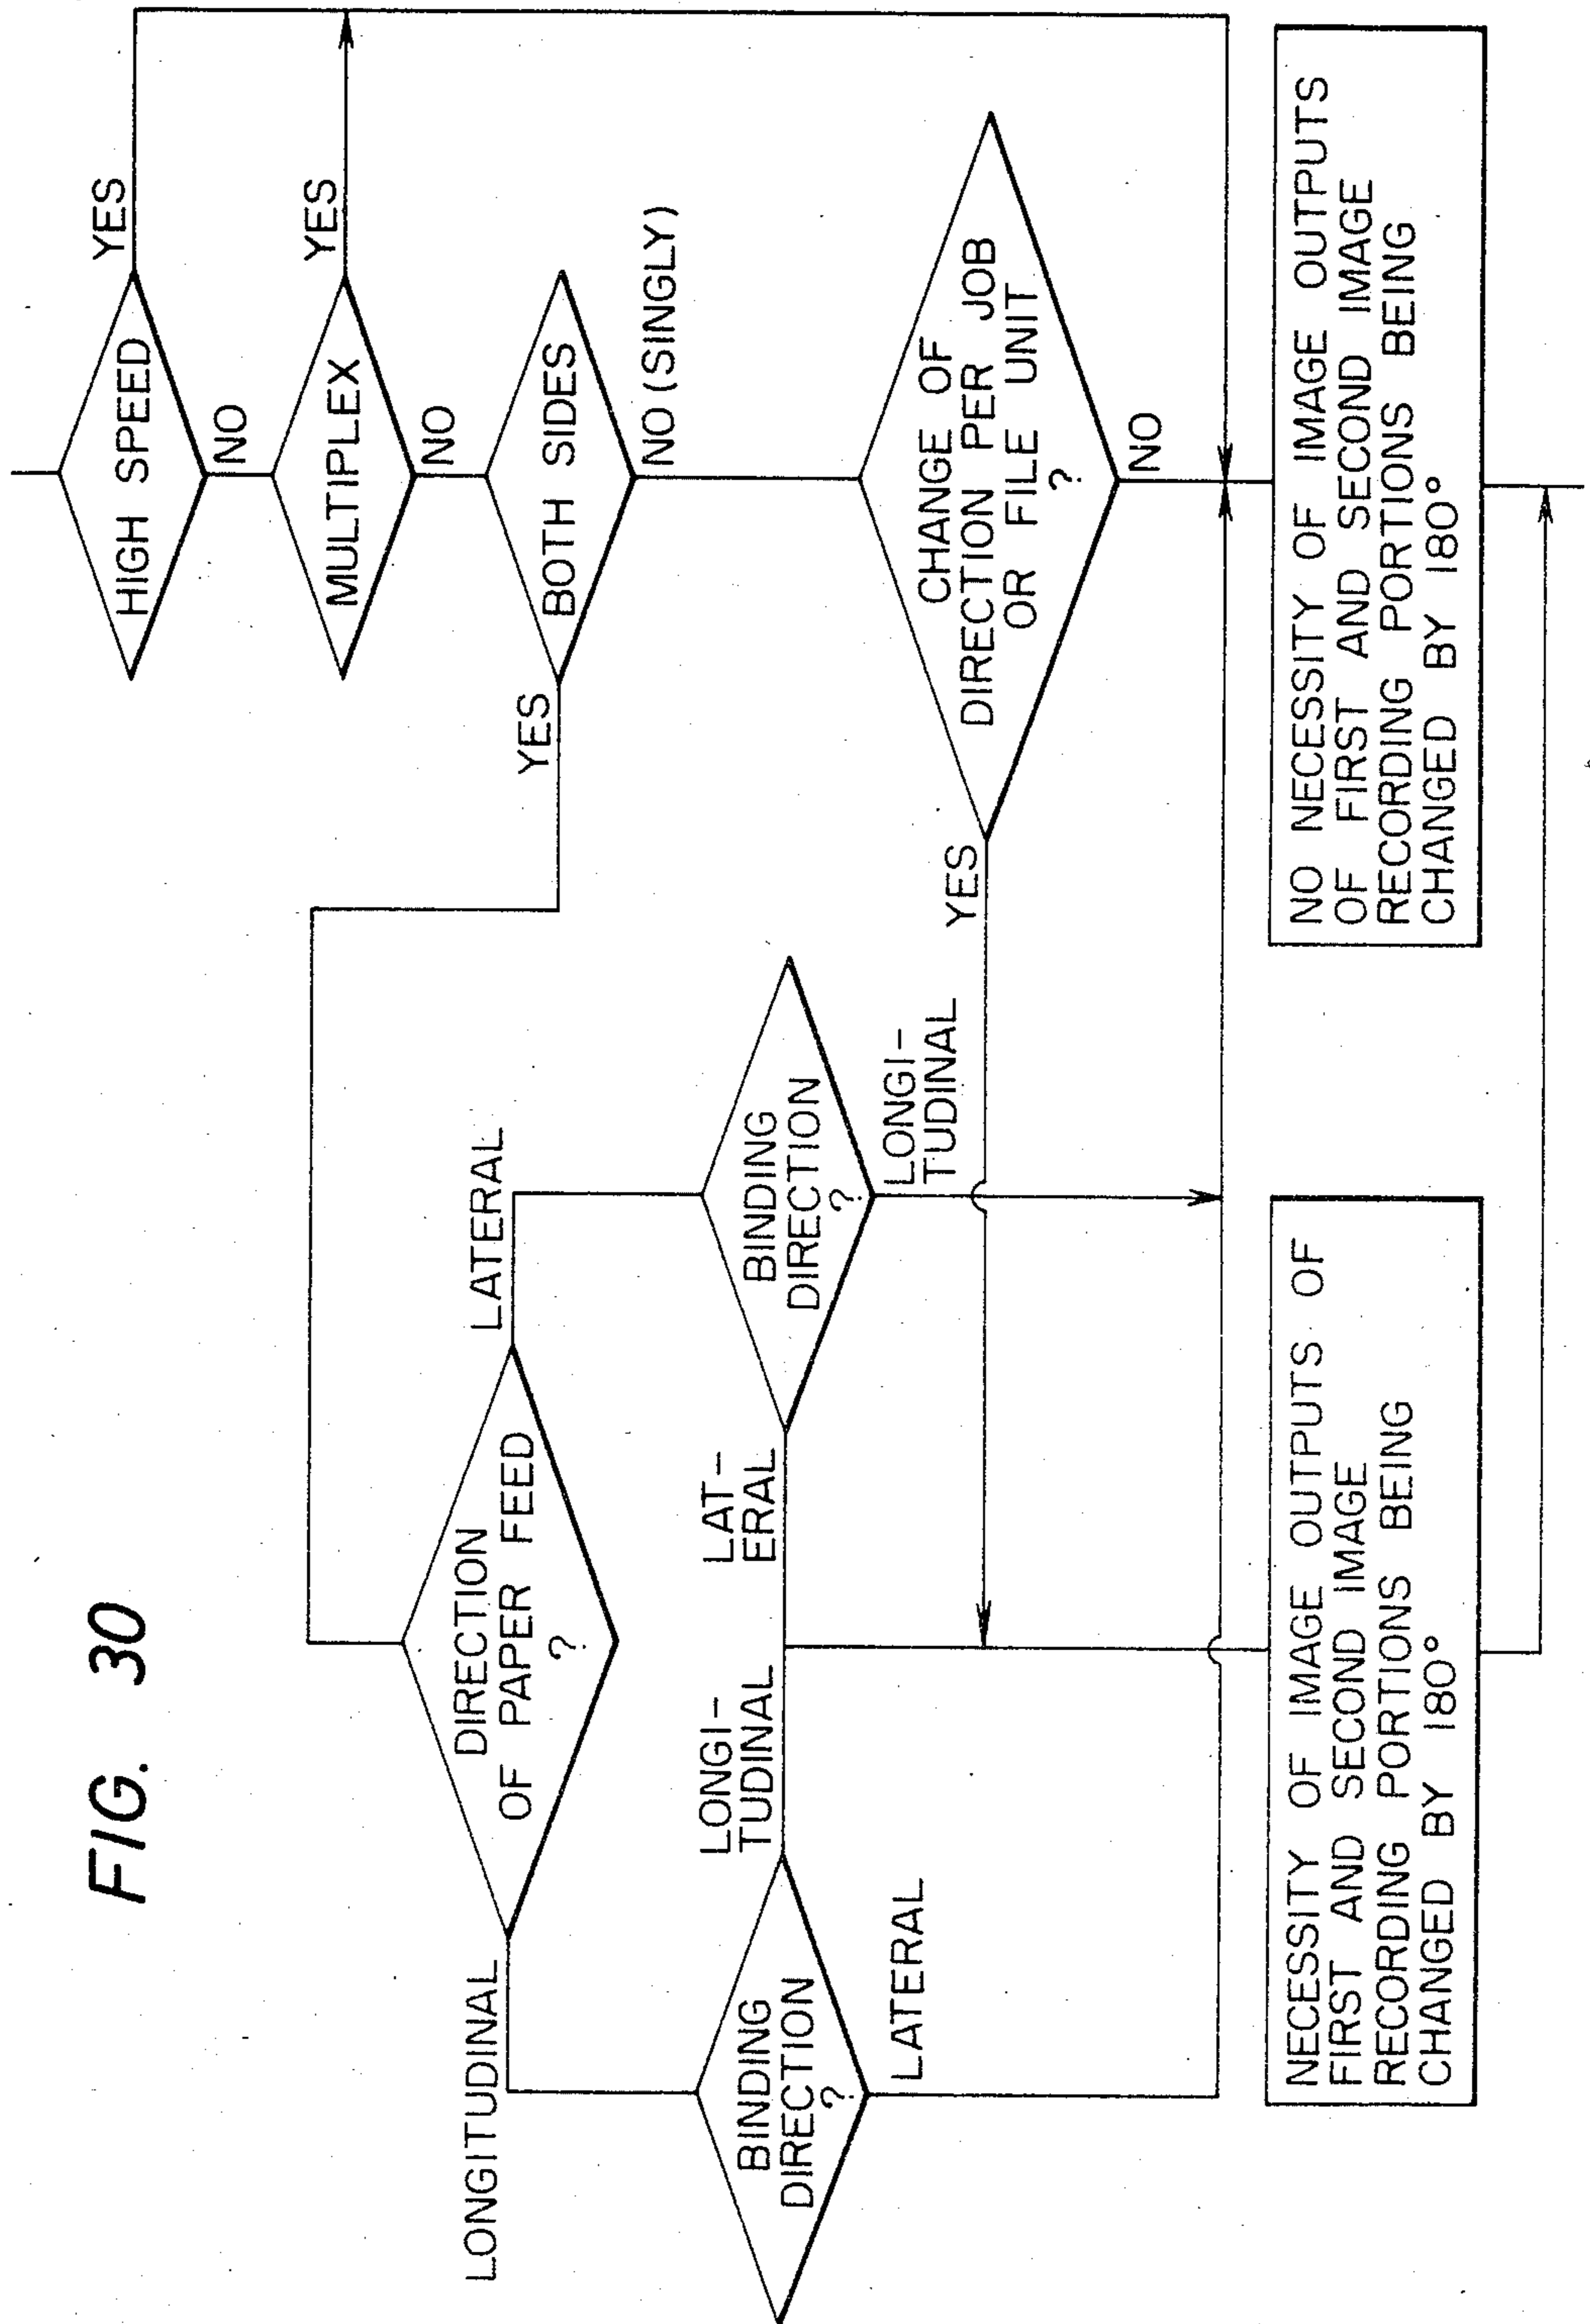 FIG. 30
HIGH SPEED
YES
NO
MULTIPLEX
YES
NO
BOTH SIDES
YES
NO (SINGLY)
DIRECTION
OF PAPER FEED
?
LONGITUDINAL
LATERAL
BINDING
DIRECTION
?
LONGI-
TUDINAL
LATERAL
BINDING
DIRECTION
?
LAT-
ERAL
LONGI-
TUDINAL
CHANGE OF
DIRECTION PER JOB
OR FILE UNIT
?
YES
NO
NECESSITY OF IMAGE OUTPUTS OF
FIRST AND SECOND IMAGE
RECORDING PORTIONS BEING
CHANGED BY 180°
NO NECESSITY OF IMAGE OUTPUTS
OF FIRST AND SECOND IMAGE
RECORDING PORTIONS BEING
CHANGED BY 180°